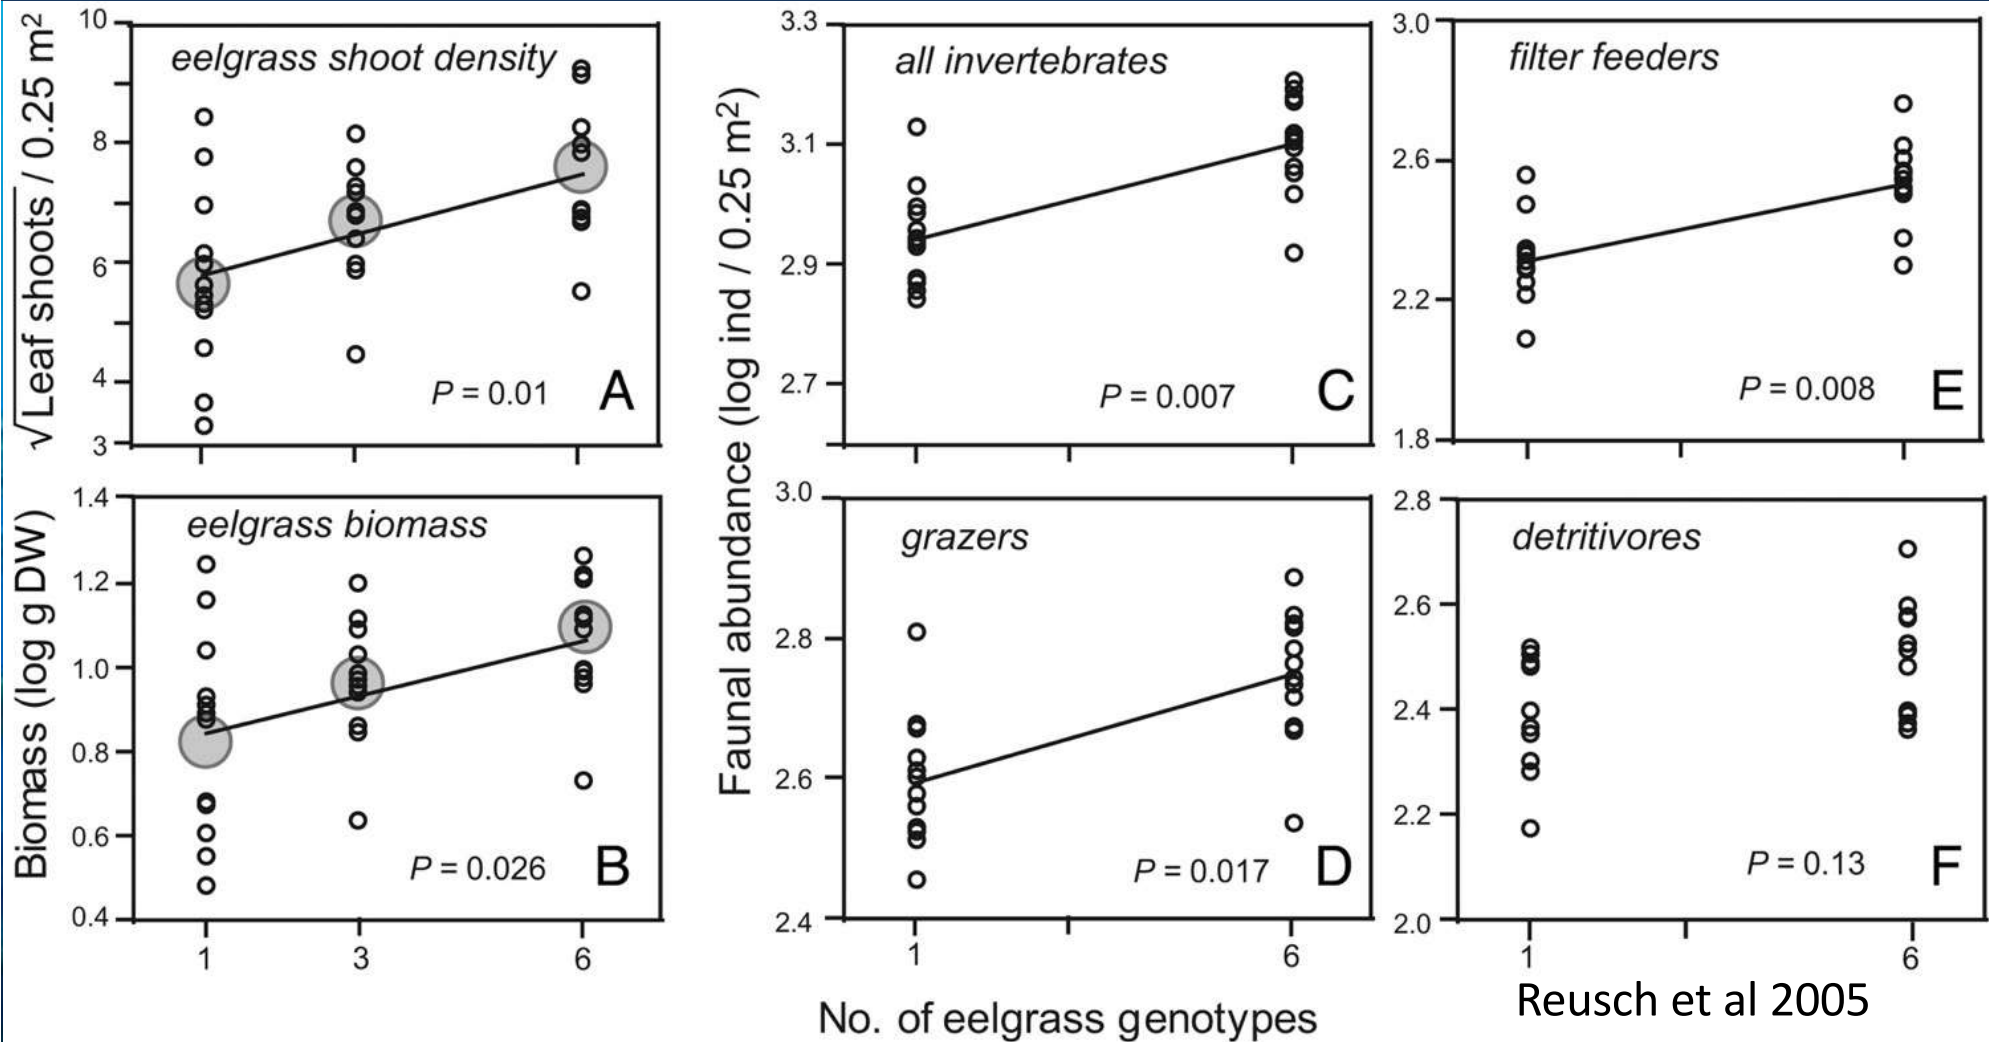 √Leaf shoots / 0.25 m²
10
8
6
4
3
eelgrass shoot density
P = 0.01
A
Biomass (log g DW)
1.4
1.2
1.0
0.8
0.6
0.4
eelgrass biomass
P = 0.026
B
1 3 6
Faunal abundance (log ind / 0.25 m²)
3.3
3.1
2.9
2.7
all invertebrates
P = 0.007
C
3.0
2.8
2.6
2.4
grazers
P = 0.017
D
1 6
3.0
2.6
2.2
1.8
filter feeders
P = 0.008
E
2.8
2.6
2.4
2.2
2.0
detritivores
P = 0.13
F
1 6
No. of eelgrass genotypes
Reusch et al 2005